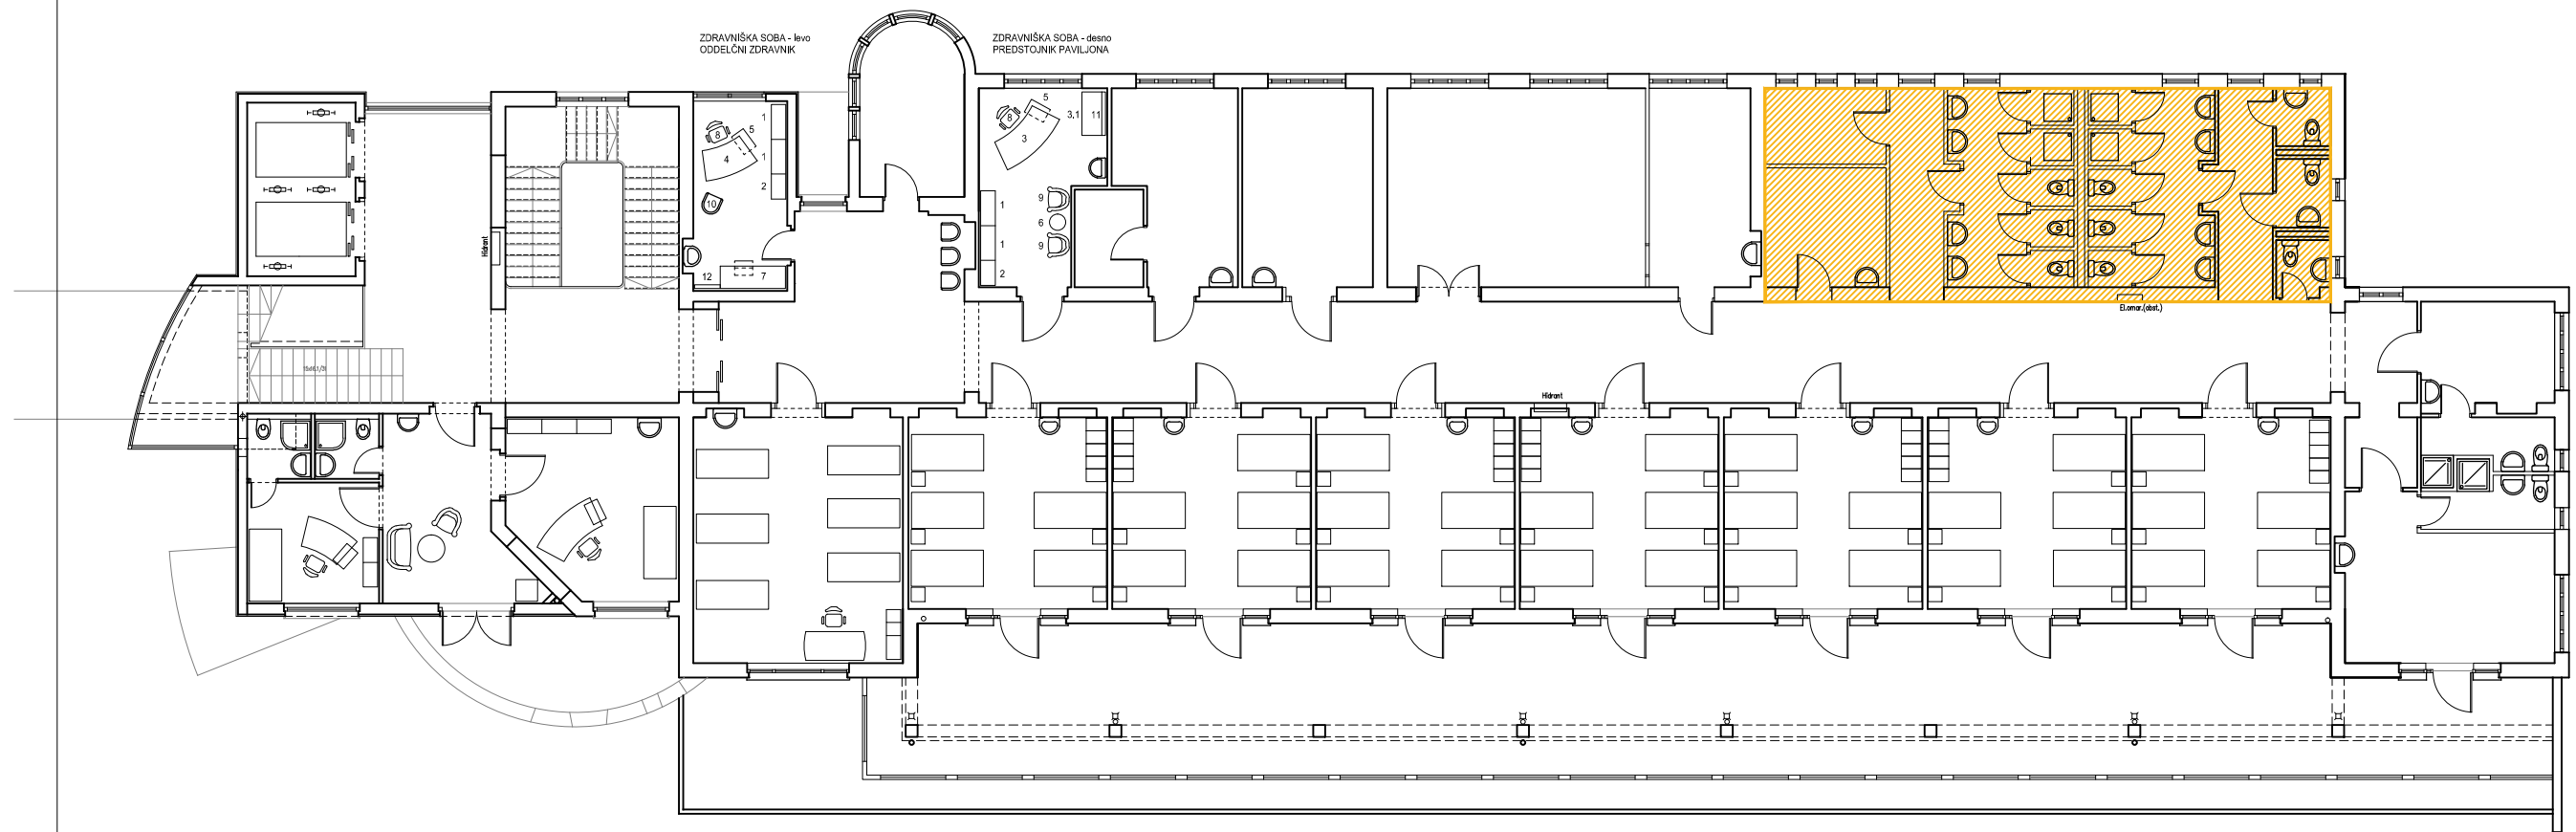 ZDRAVNIŠKA SOBA - levo
ODDELČNI ZDRAVNIK
ZDRAVNIŠKA SOBA - desno
PREDSTOJNIK PAVILJONA
1
5
8
4
1
2
10
12
7
5
3,1
11
8
3
1
9
6
1
9
2
Hidrant
El.omar.(obst.)
Hidrant